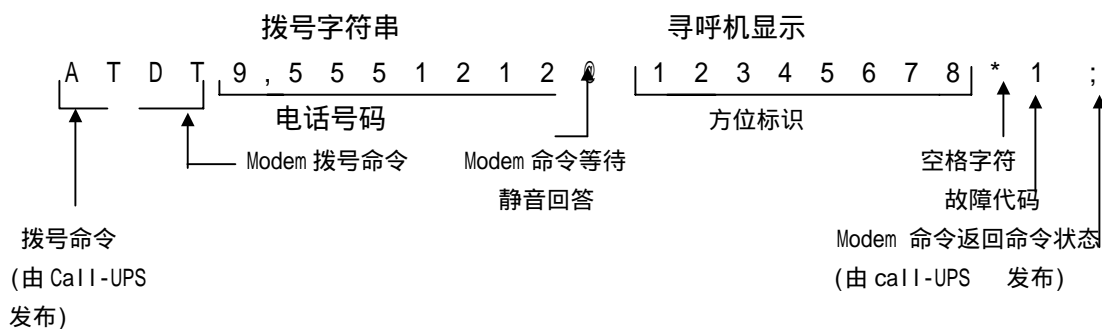 拨号字符串 寻呼机显示
A T D T 9 , 5 5 5 1 2 1 2 @ 1 2 3 4 5 6 7 8 * 1 ;
电话号码 方位标识
Modem 拨号命令 Modem 命令等待 空格字符
静音回答 故障代码
拨号命令 Modem 命令返回命令状态
(由 Call-UPS (由 call-UPS 发布)
发布)